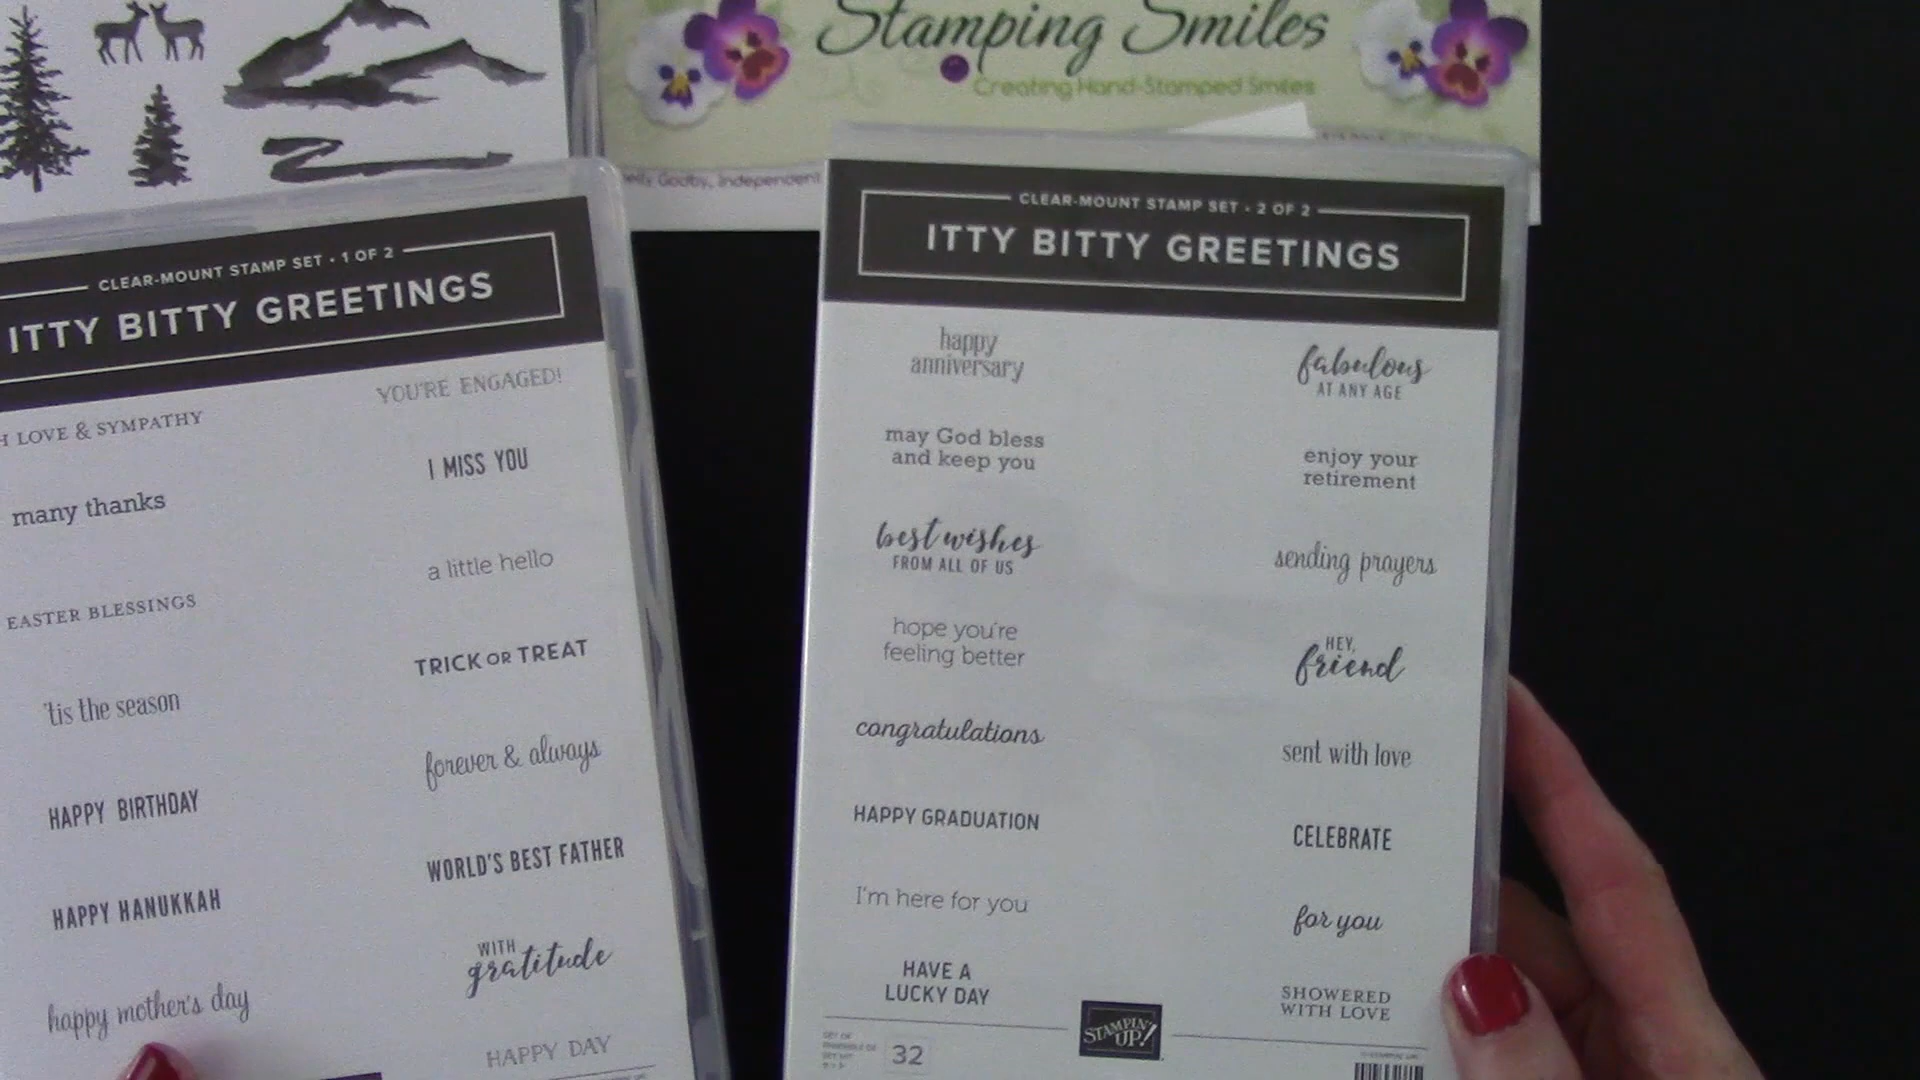 Stamping Smiles
Creating Hand-Stamped Smiles
Godby, Independent
CLEAR-MOUNT STAMP SET • 1 OF 2
ITTY BITTY GREETINGS
YOU'RE ENGAGED!
LOVE & SYMPATHY
I MISS YOU
many thanks
a little hello
EASTER BLESSINGS
TRICK OR TREAT
'tis the season
forever & always
HAPPY BIRTHDAY
WORLD'S BEST FATHER
HAPPY HANUKKAH
WITH
gratitude
happy mother's day
HAPPY DAY
CLEAR-MOUNT STAMP SET • 2 OF 2
ITTY BITTY GREETINGS
happy
anniversary
fabulous
AT ANY AGE
may God bless
and keep you
enjoy your
retirement
best wishes
FROM ALL OF US
sending prayers
hope you're
feeling better
HEY,
friend
congratulations
sent with love
HAPPY GRADUATION
CELEBRATE
I'm here for you
for you
HAVE A
LUCKY DAY
SHOWERED
WITH LOVE
SET OF
32
STAMPIN'
UP!